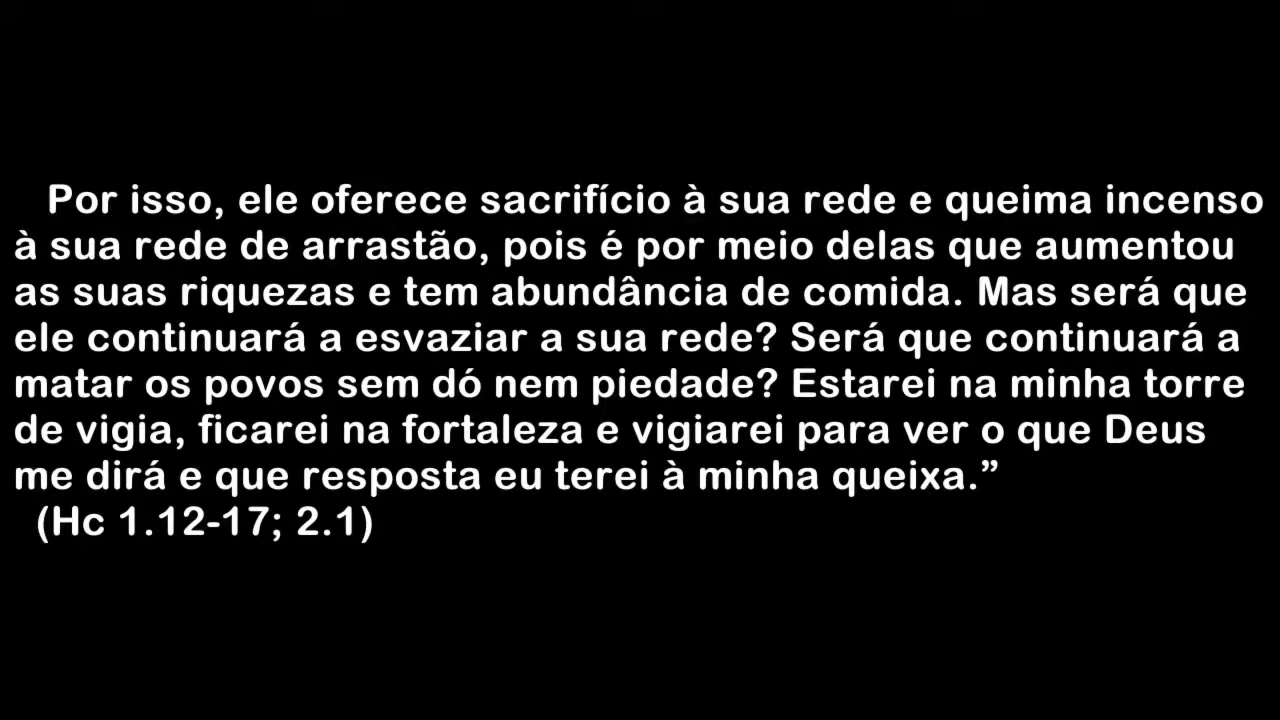 Por isso, ele oferece sacrifício à sua rede e queima incenso
à sua rede de arrastão, pois é por meio delas que aumentou
as suas riquezas e tem abundância de comida. Mas será que
ele continuará a esvaziar a sua rede? Será que continuará a
matar os povos sem dó nem piedade? Estarei na minha torre
de vigia, ficarei na fortaleza e vigiarei para ver o que Deus
me dirá e que resposta eu terei à minha queixa.”
(Hc 1.12-17; 2.1)